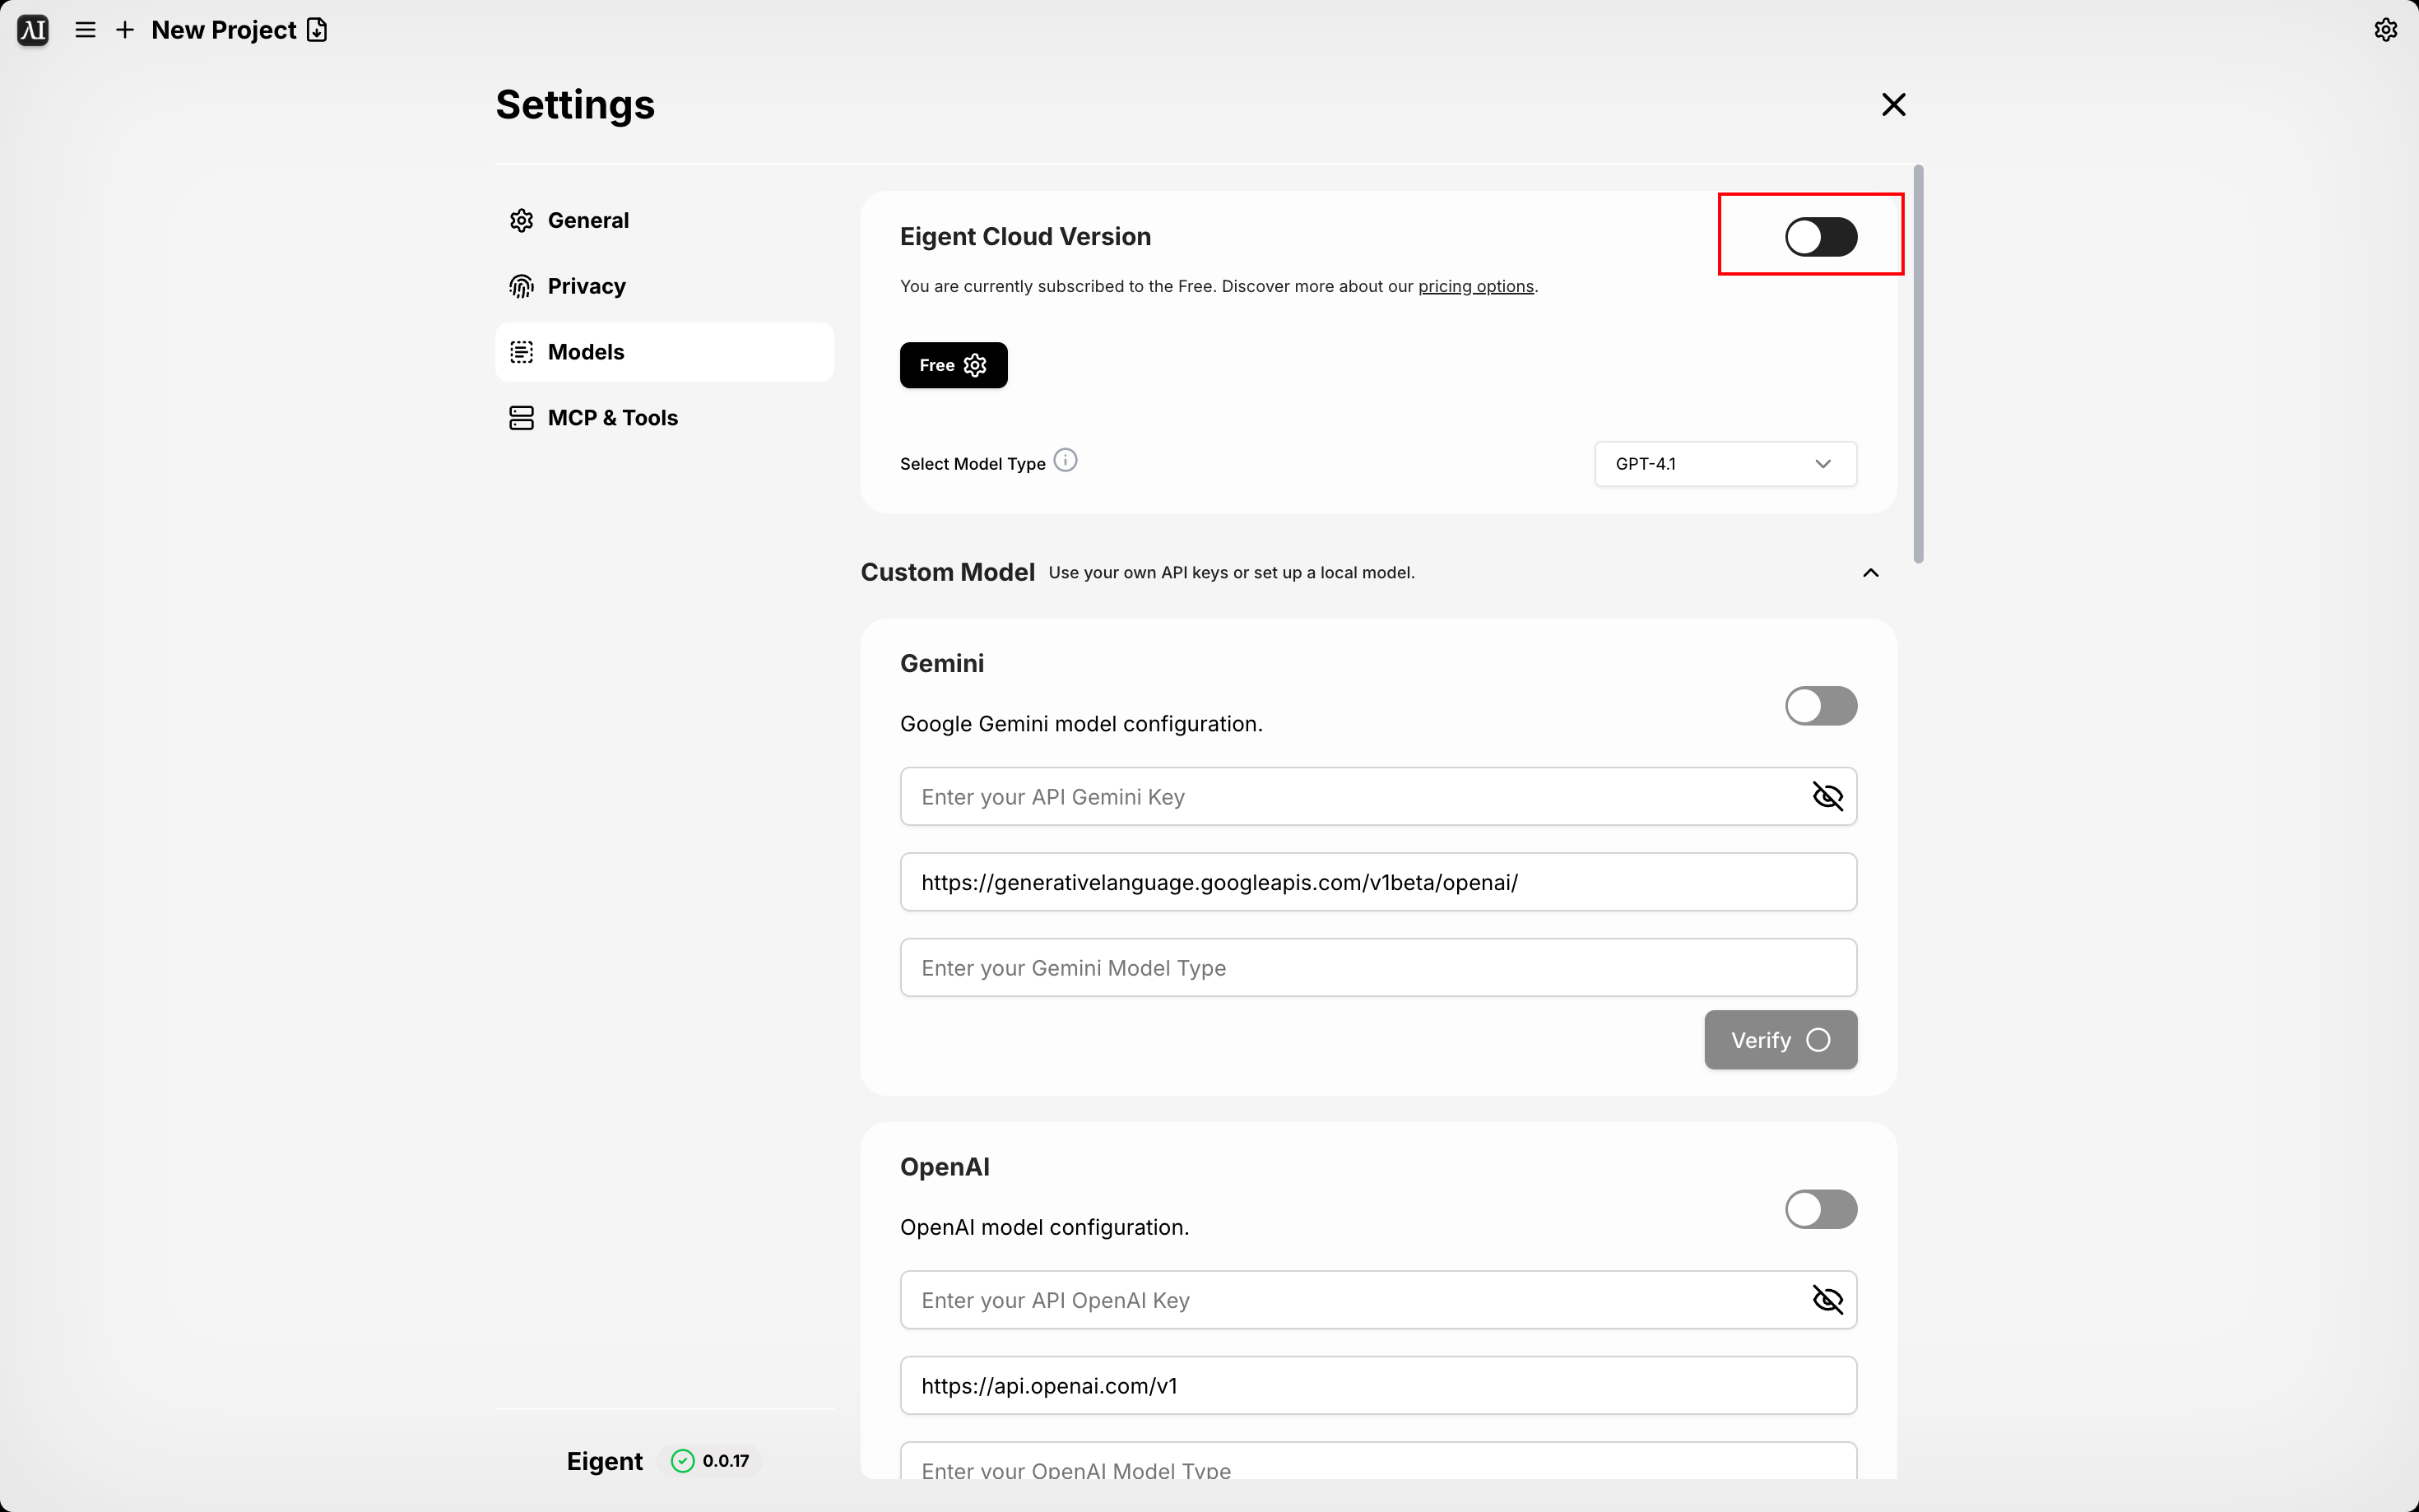 New Project
Settings
General
Privacy
Models
MCP & Tools
Eigent Cloud Version
You are currently subscribed to the Free. Discover more about our pricing options.
Free
Select Model Type
GPT-4.1
Custom Model Use your own API keys or set up a local model.
Gemini
Google Gemini model configuration.
Enter your API Gemini Key
https://generativelanguage.googleapis.com/v1beta/openai/
Enter your Gemini Model Type
Verify
OpenAI
OpenAI model configuration.
Enter your API OpenAI Key
https://api.openai.com/v1
Enter your OpenAI Model Type
Eigent 0.0.17